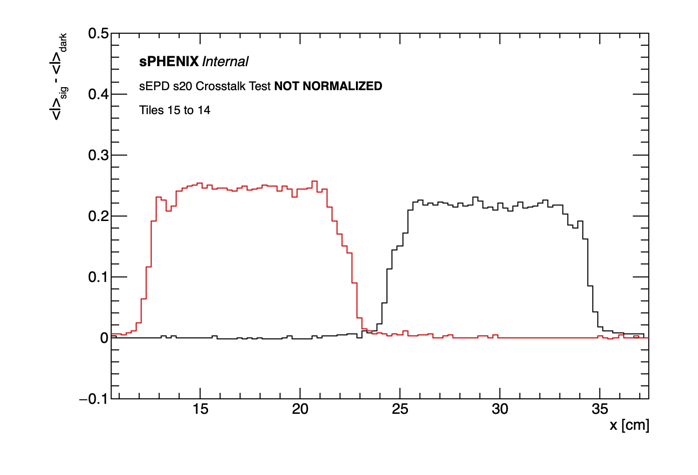 0.5
<I>sig - <I>dark
sPHENIX Internal
sEPD s20 Crosstalk Test NOT NORMALIZED
0.4
Tiles 15 to 14
0.3
0.2
0.1
0
−0.1
15 20 25 30 35
x [cm]